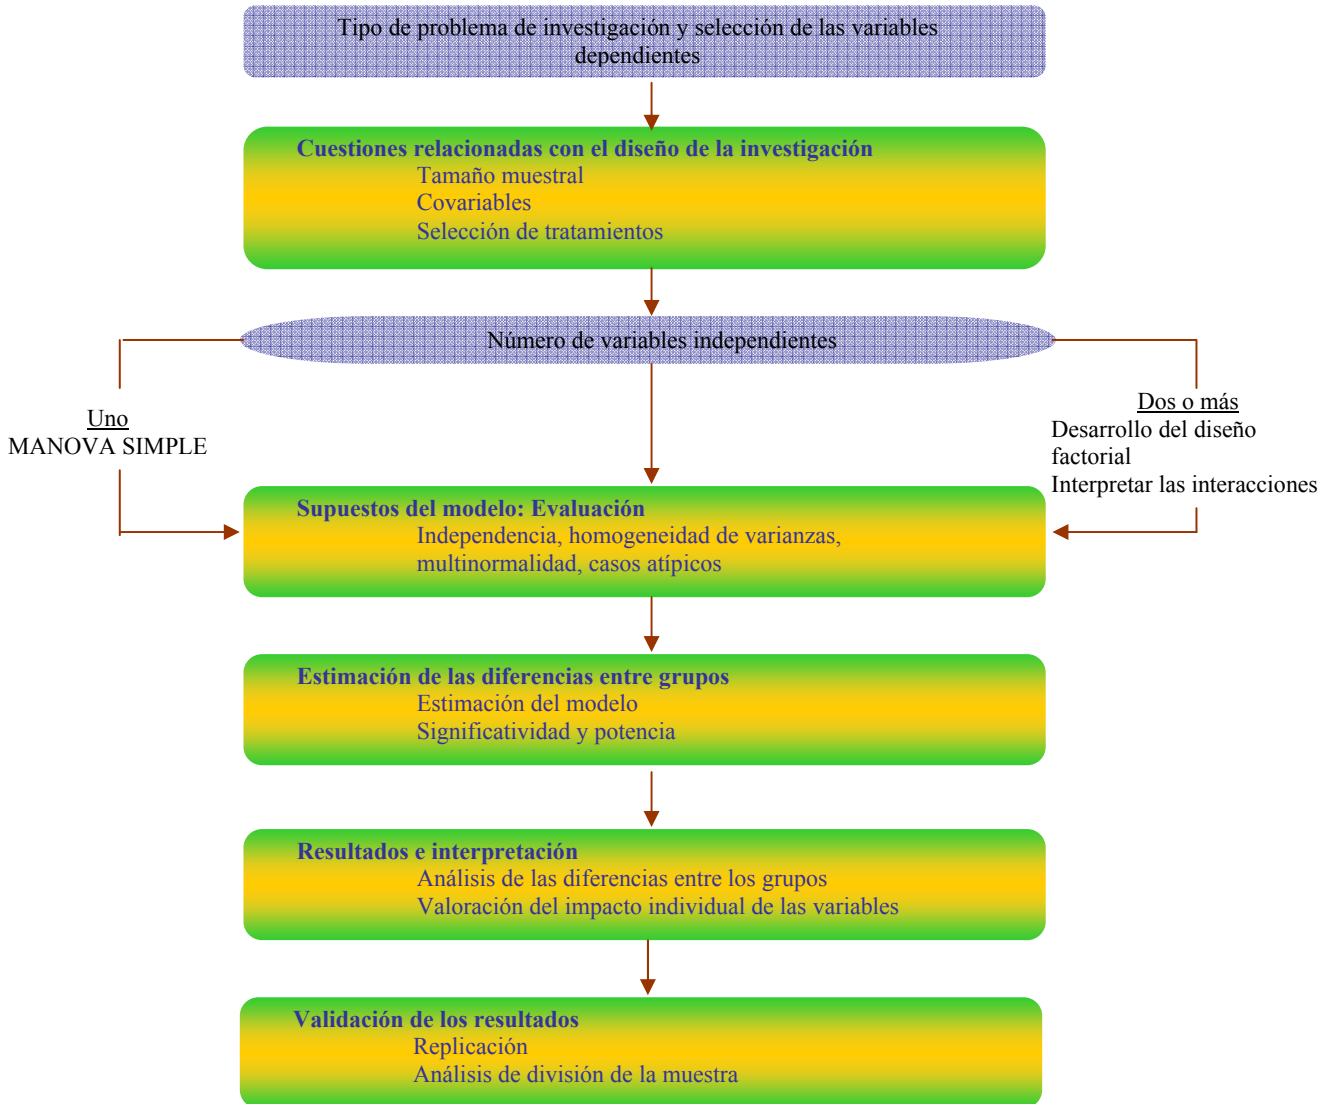 Tipo de problema de investigación y selección de las variables
dependientes
Cuestiones relacionadas con el diseño de la investigación
Tamaño muestral
Covariables
Selección de tratamientos
Número de variables independientes
Uno
MANOVA SIMPLE
Dos o más
Desarrollo del diseño
factorial
Interpretar las interacciones
Supuestos del modelo: Evaluación
Independencia, homogeneidad de varianzas,
multinormalidad, casos atípicos
Estimación de las diferencias entre grupos
Estimación del modelo
Significatividad y potencia
Resultados e interpretación
Análisis de las diferencias entre los grupos
Valoración del impacto individual de las variables
Validación de los resultados
Replicación
Análisis de división de la muestra